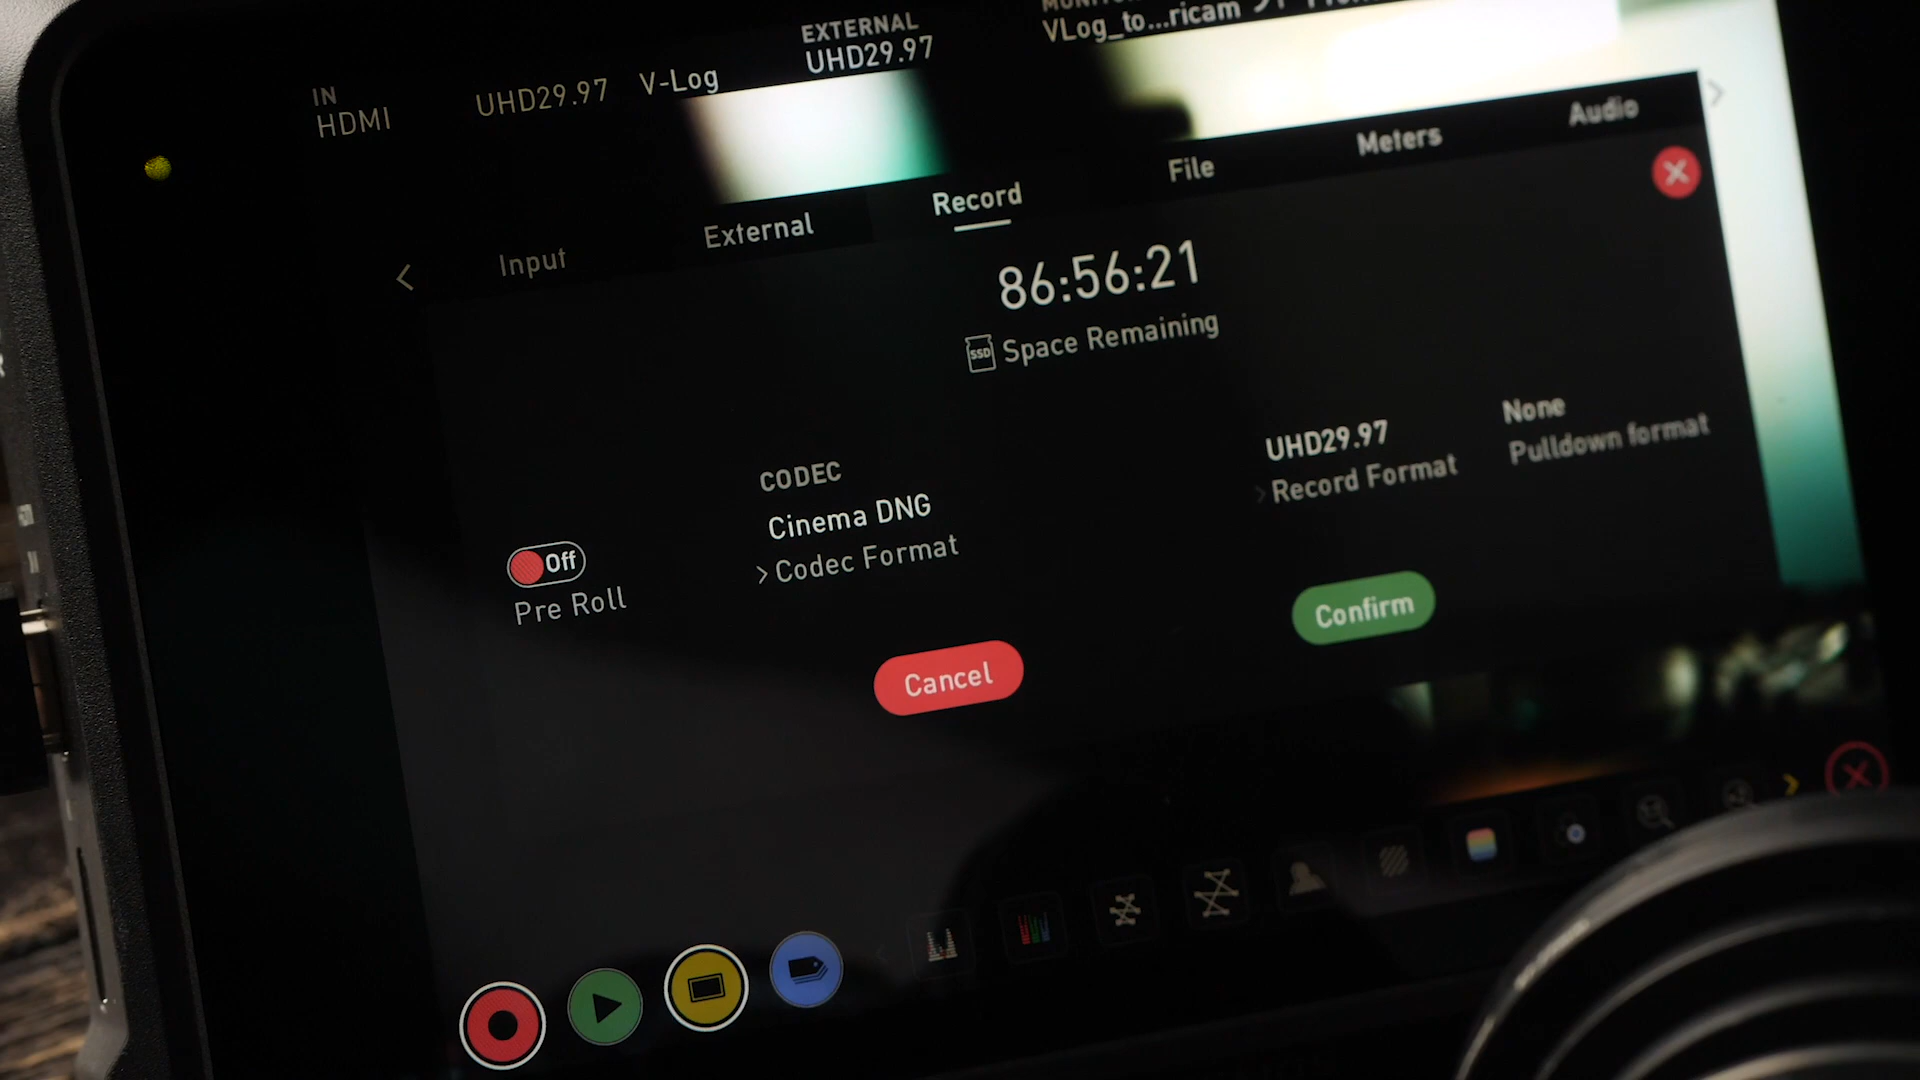 IN
HDMI
UHD29.97
V-Log
EXTERNAL
UHD29.97
VLog_to...ricam
Input
External
Record
File
Meters
Audio
86:56:21
SSD
Space Remaining
Off
Pre Roll
CODEC
Cinema DNG
> Codec Format
UHD29.97
> Record Format
None
Pulldown format
Cancel
Confirm